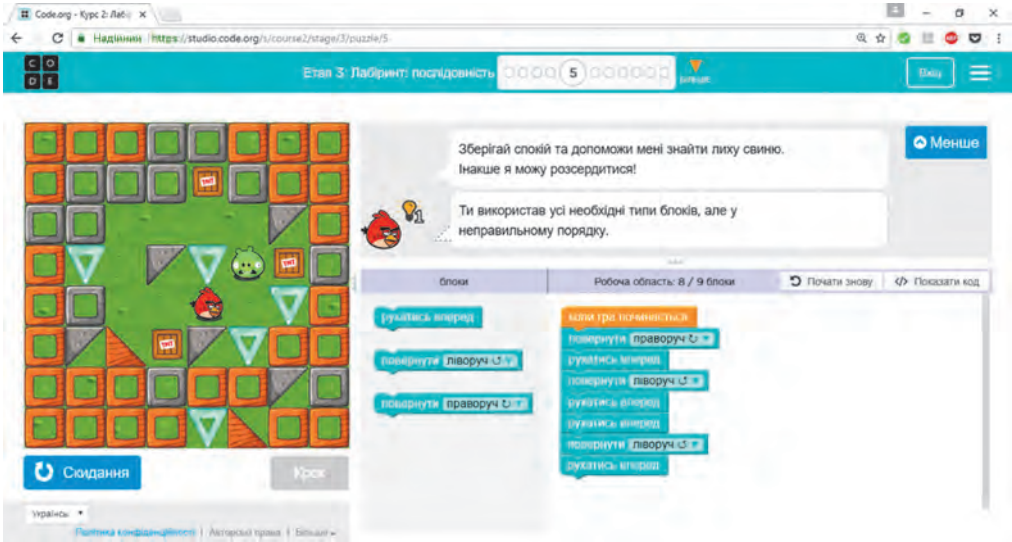 Code.org - Курс 2: Лабі
Надійний https://studio.code.org/s/course2/stage/3/puzzle/5
C O
D E
Етап 3: Лабіринт: послідовність
5
БІЛЬШЕ
Вхід
TNT
TNT
TNT
Зберігай спокій та допоможи мені знайти лиху свиню.
Інакше я можу розсердитися!
Менше
1
Ти використав усі необхідні типи блоків, але у
неправильному порядку.
блоки
Робоча область: 8 / 9 блоки
Почати знову
Показати код
рухатись вперед
повернути ліворуч
повернути праворуч
коли гра починається
повернути праворуч
рухатись вперед
повернути ліворуч
рухатись вперед
рухатись вперед
повернути ліворуч
рухатись вперед
Скидання
Крок
Політика конфіденційності | Авторські права | Більше